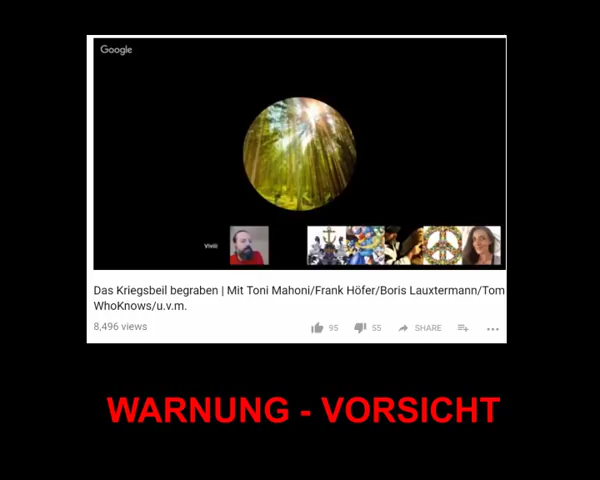 Google
Viviii
Das Kriegsbeil begraben | Mit Toni Mahoni/Frank Höfer/Boris Lauxtermann/Tom
WhoKnows/u.v.m.
8,496 views 95 55 SHARE
WARNUNG - VORSICHT